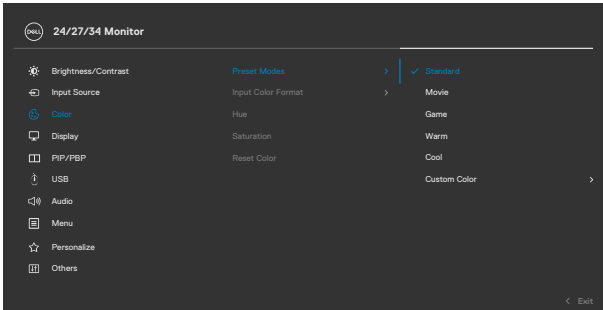 DELL 24/27/34 Monitor
Brightness/Contrast Preset Modes > ✓ Standard
Input Source Input Color Format > Movie
Color Hue Game
Display Saturation Warm
PIP/PBP Reset Color Cool
USB Custom Color >
Audio
Menu
Personalize
Others
< Exit